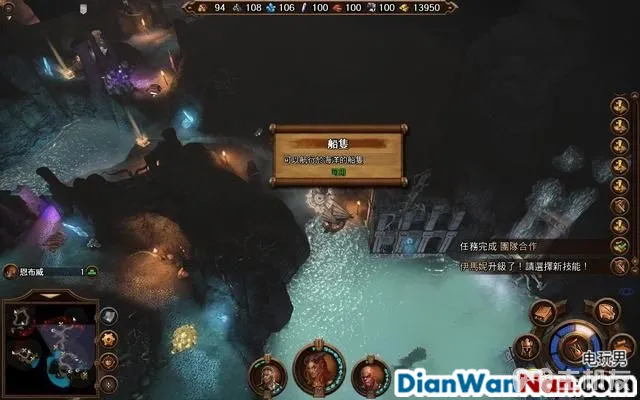 94 108 106 100 100 100 13950
船隻
可以航行於海洋的船隻
可用
任務完成 團隊合作
伊馬妮升級了!請選擇新技能!
恩布威 1
电玩男
DianWanNan.com